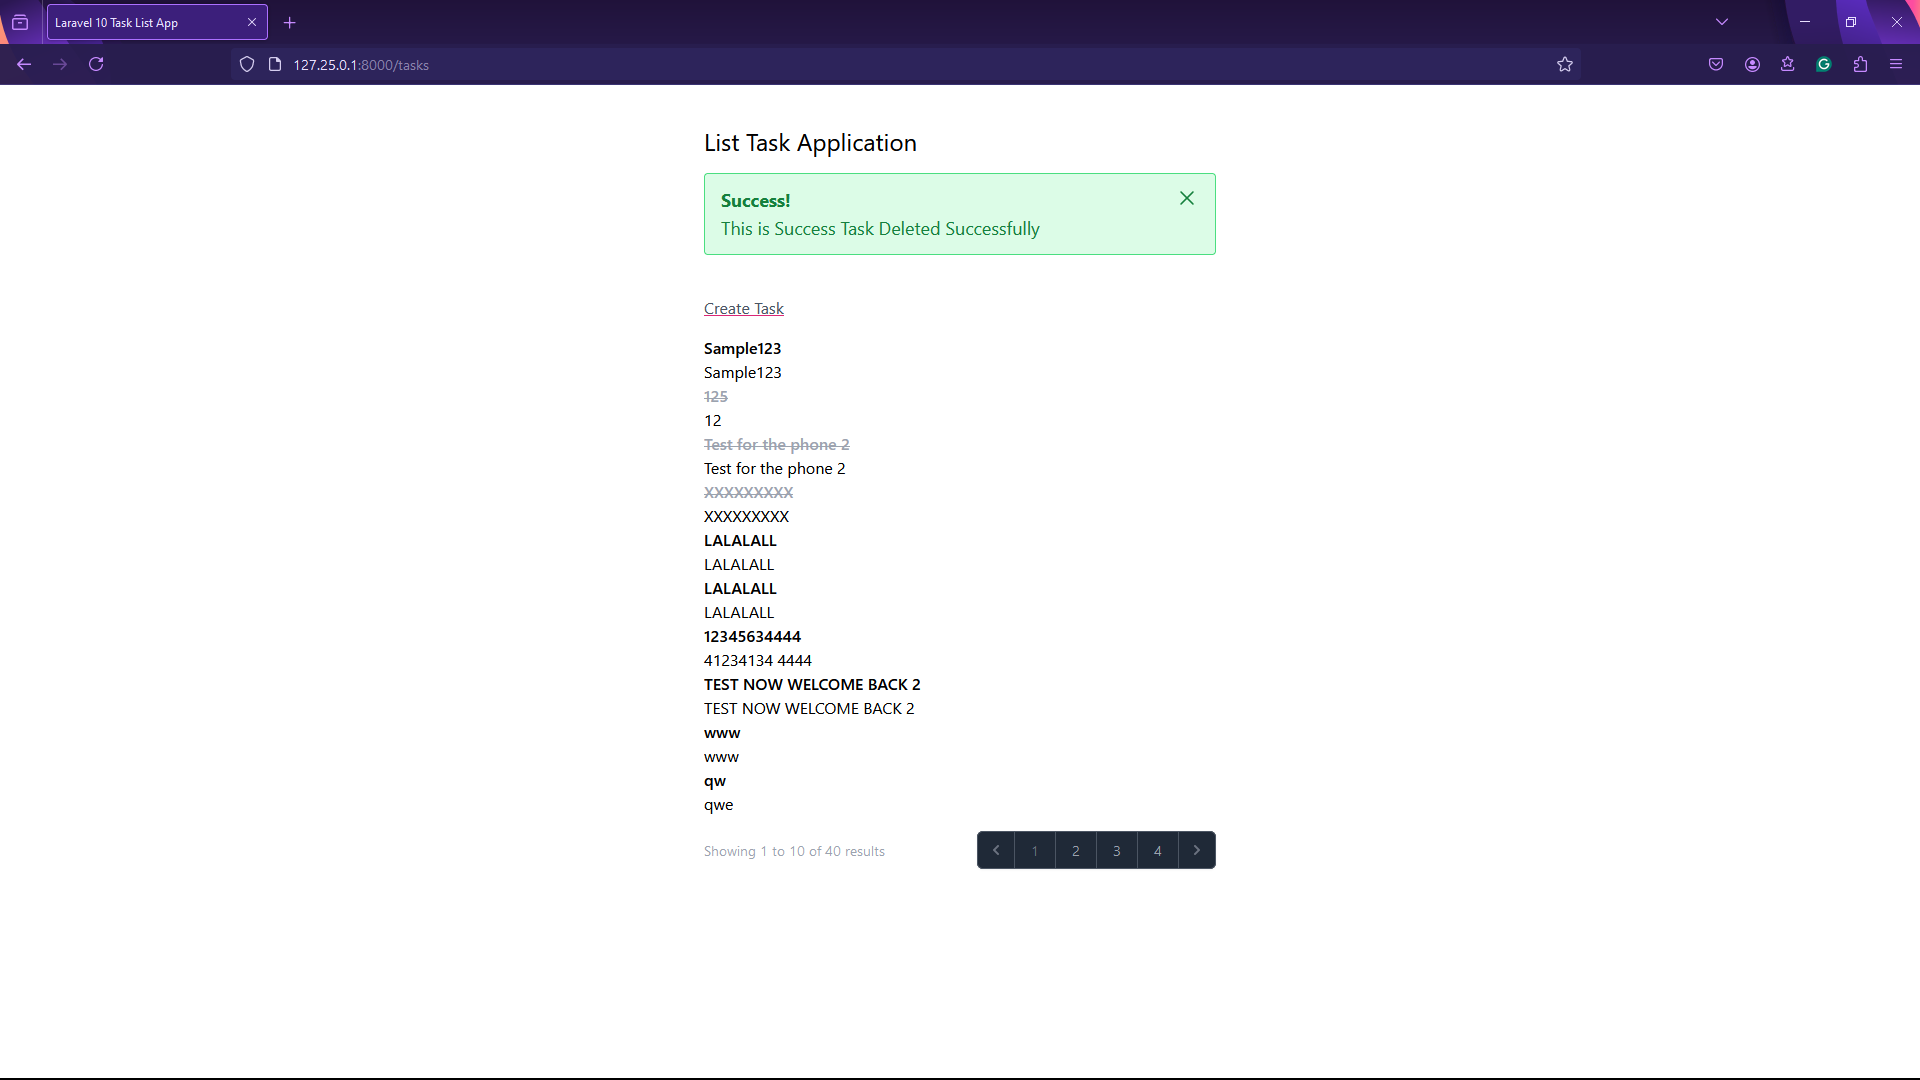 Laravel 10 Task List App
127.25.0.1:8000/tasks
List Task Application
Success!
This is Success Task Deleted Successfully
Create Task
Sample123
Sample123
125
12
Test for the phone 2
Test for the phone 2
XXXXXXXXX
XXXXXXXXX
LALALALL
LALALALL
LALALALL
LALALALL
12345634444
41234134 4444
TEST NOW WELCOME BACK 2
TEST NOW WELCOME BACK 2
www
www
qw
qwe
Showing 1 to 10 of 40 results
1 2 3 4